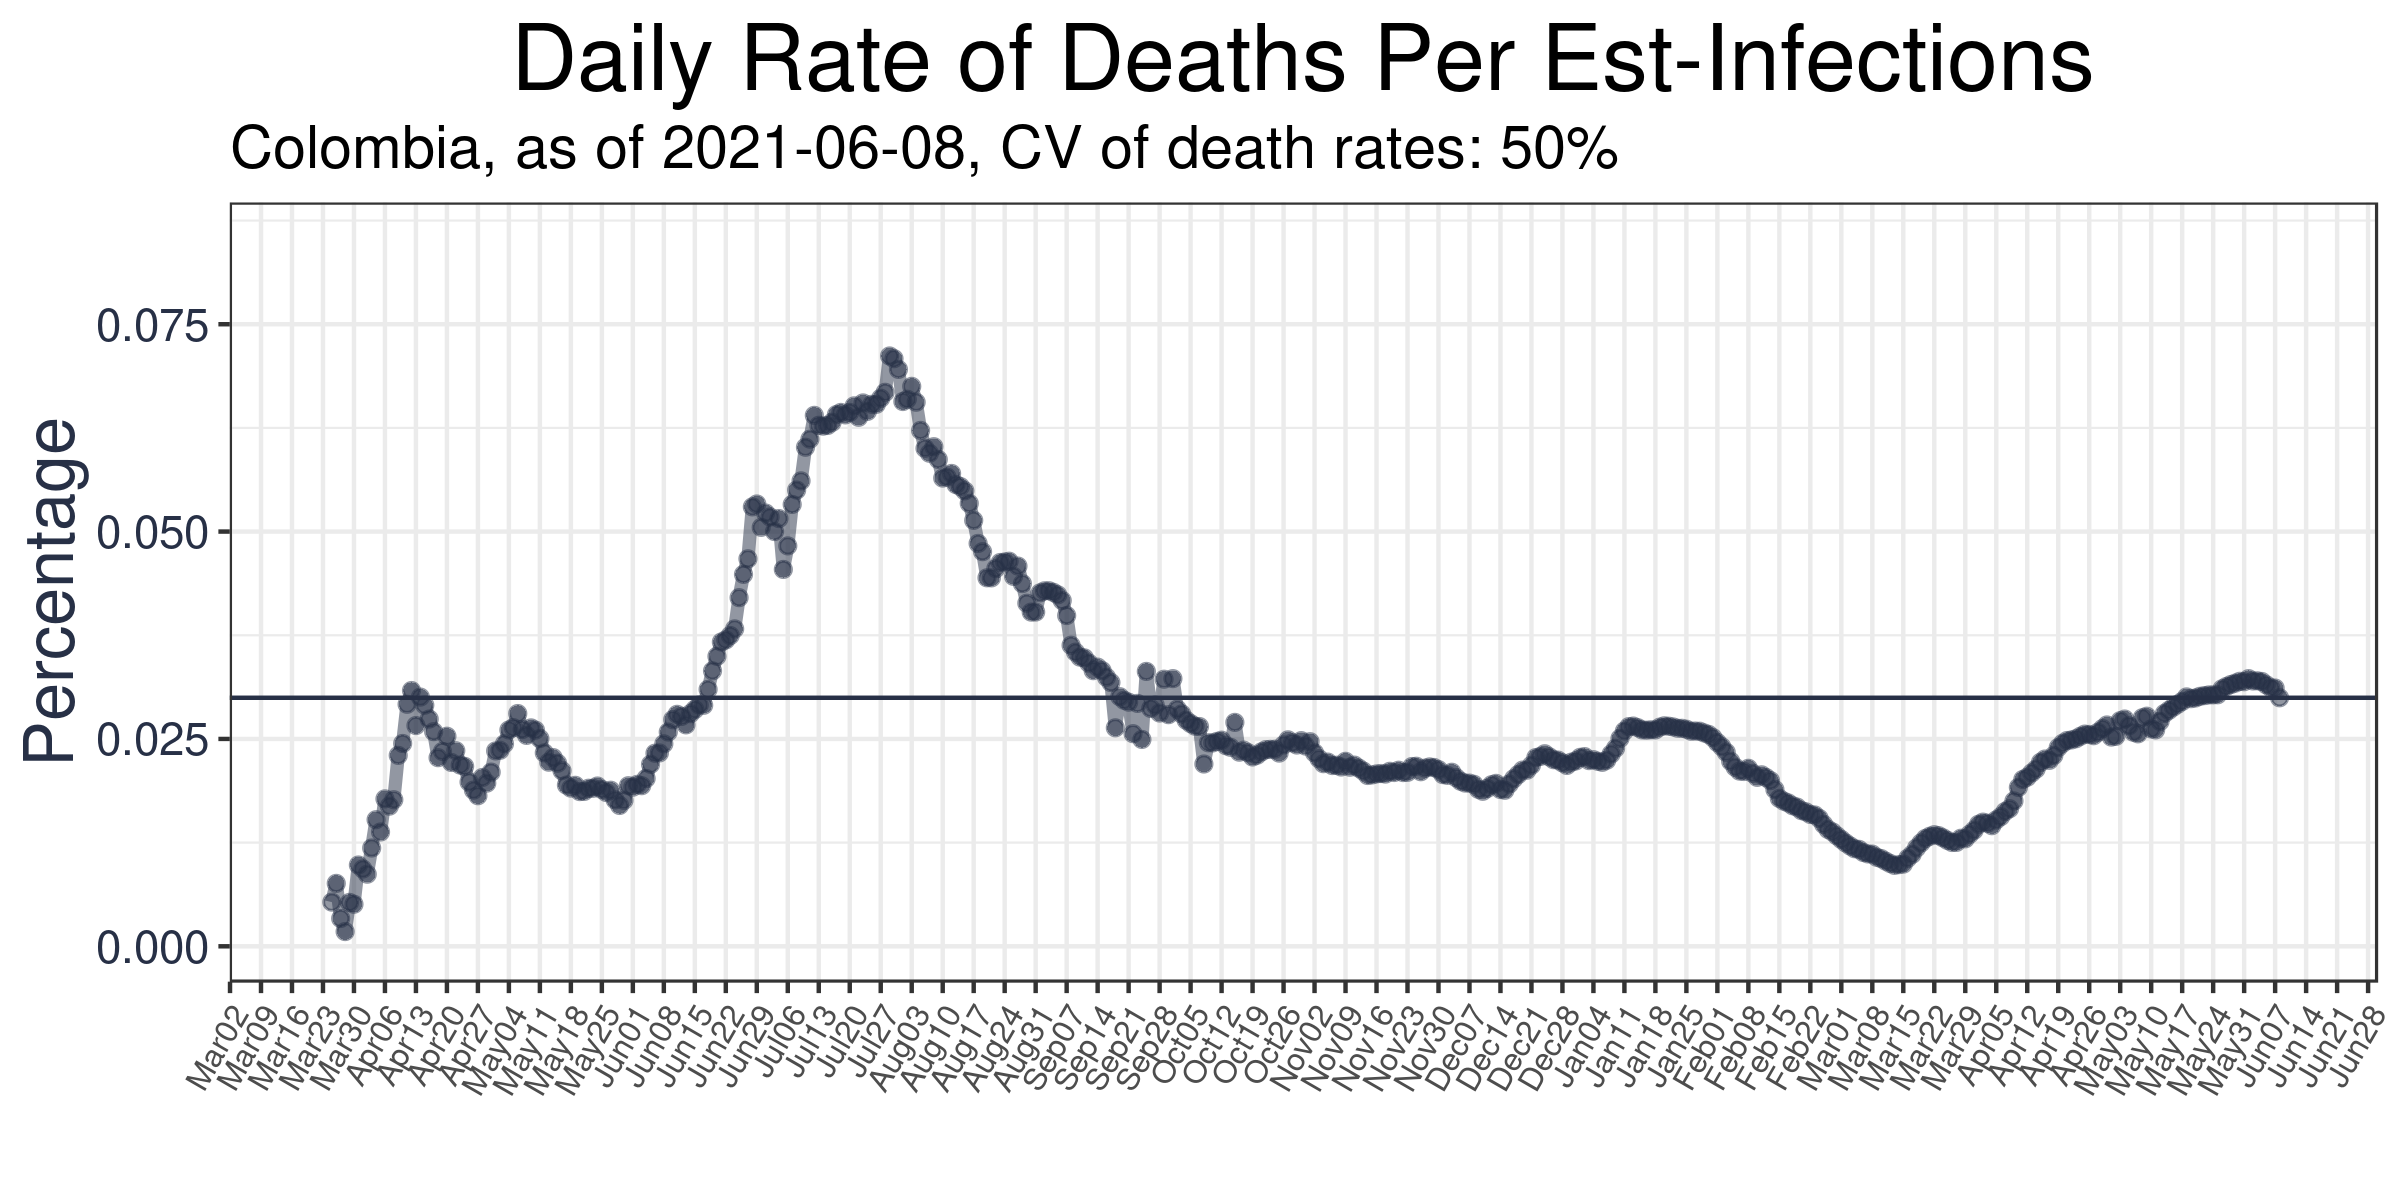 Daily Rate of Deaths Per Est-Infections
Colombia, as of 2021-06-08, CV of death rates: 50%
Percentage
0.075
0.050
0.025
0.000
Mar02 Mar09 Mar16 Mar23 Mar30 Apr06 Apr13 Apr20 Apr27 May04 May11 May18 May25 Jun01 Jun08 Jun15 Jun22 Jun29 Jul06 Jul13 Jul20 Jul27 Aug03 Aug10 Aug17 Aug24 Aug31 Sep07 Sep14 Sep21 Sep28 Oct05 Oct12 Oct19 Oct26 Nov02 Nov09 Nov16 Nov23 Nov30 Dec07 Dec14 Dec21 Dec28 Jan04 Jan11 Jan18 Jan25 Feb01 Feb08 Feb15 Feb22 Mar01 Mar08 Mar15 Mar22 Mar29 Apr05 Apr12 Apr19 Apr26 May03 May10 May17 May24 May31 Jun07 Jun14 Jun21 Jun28